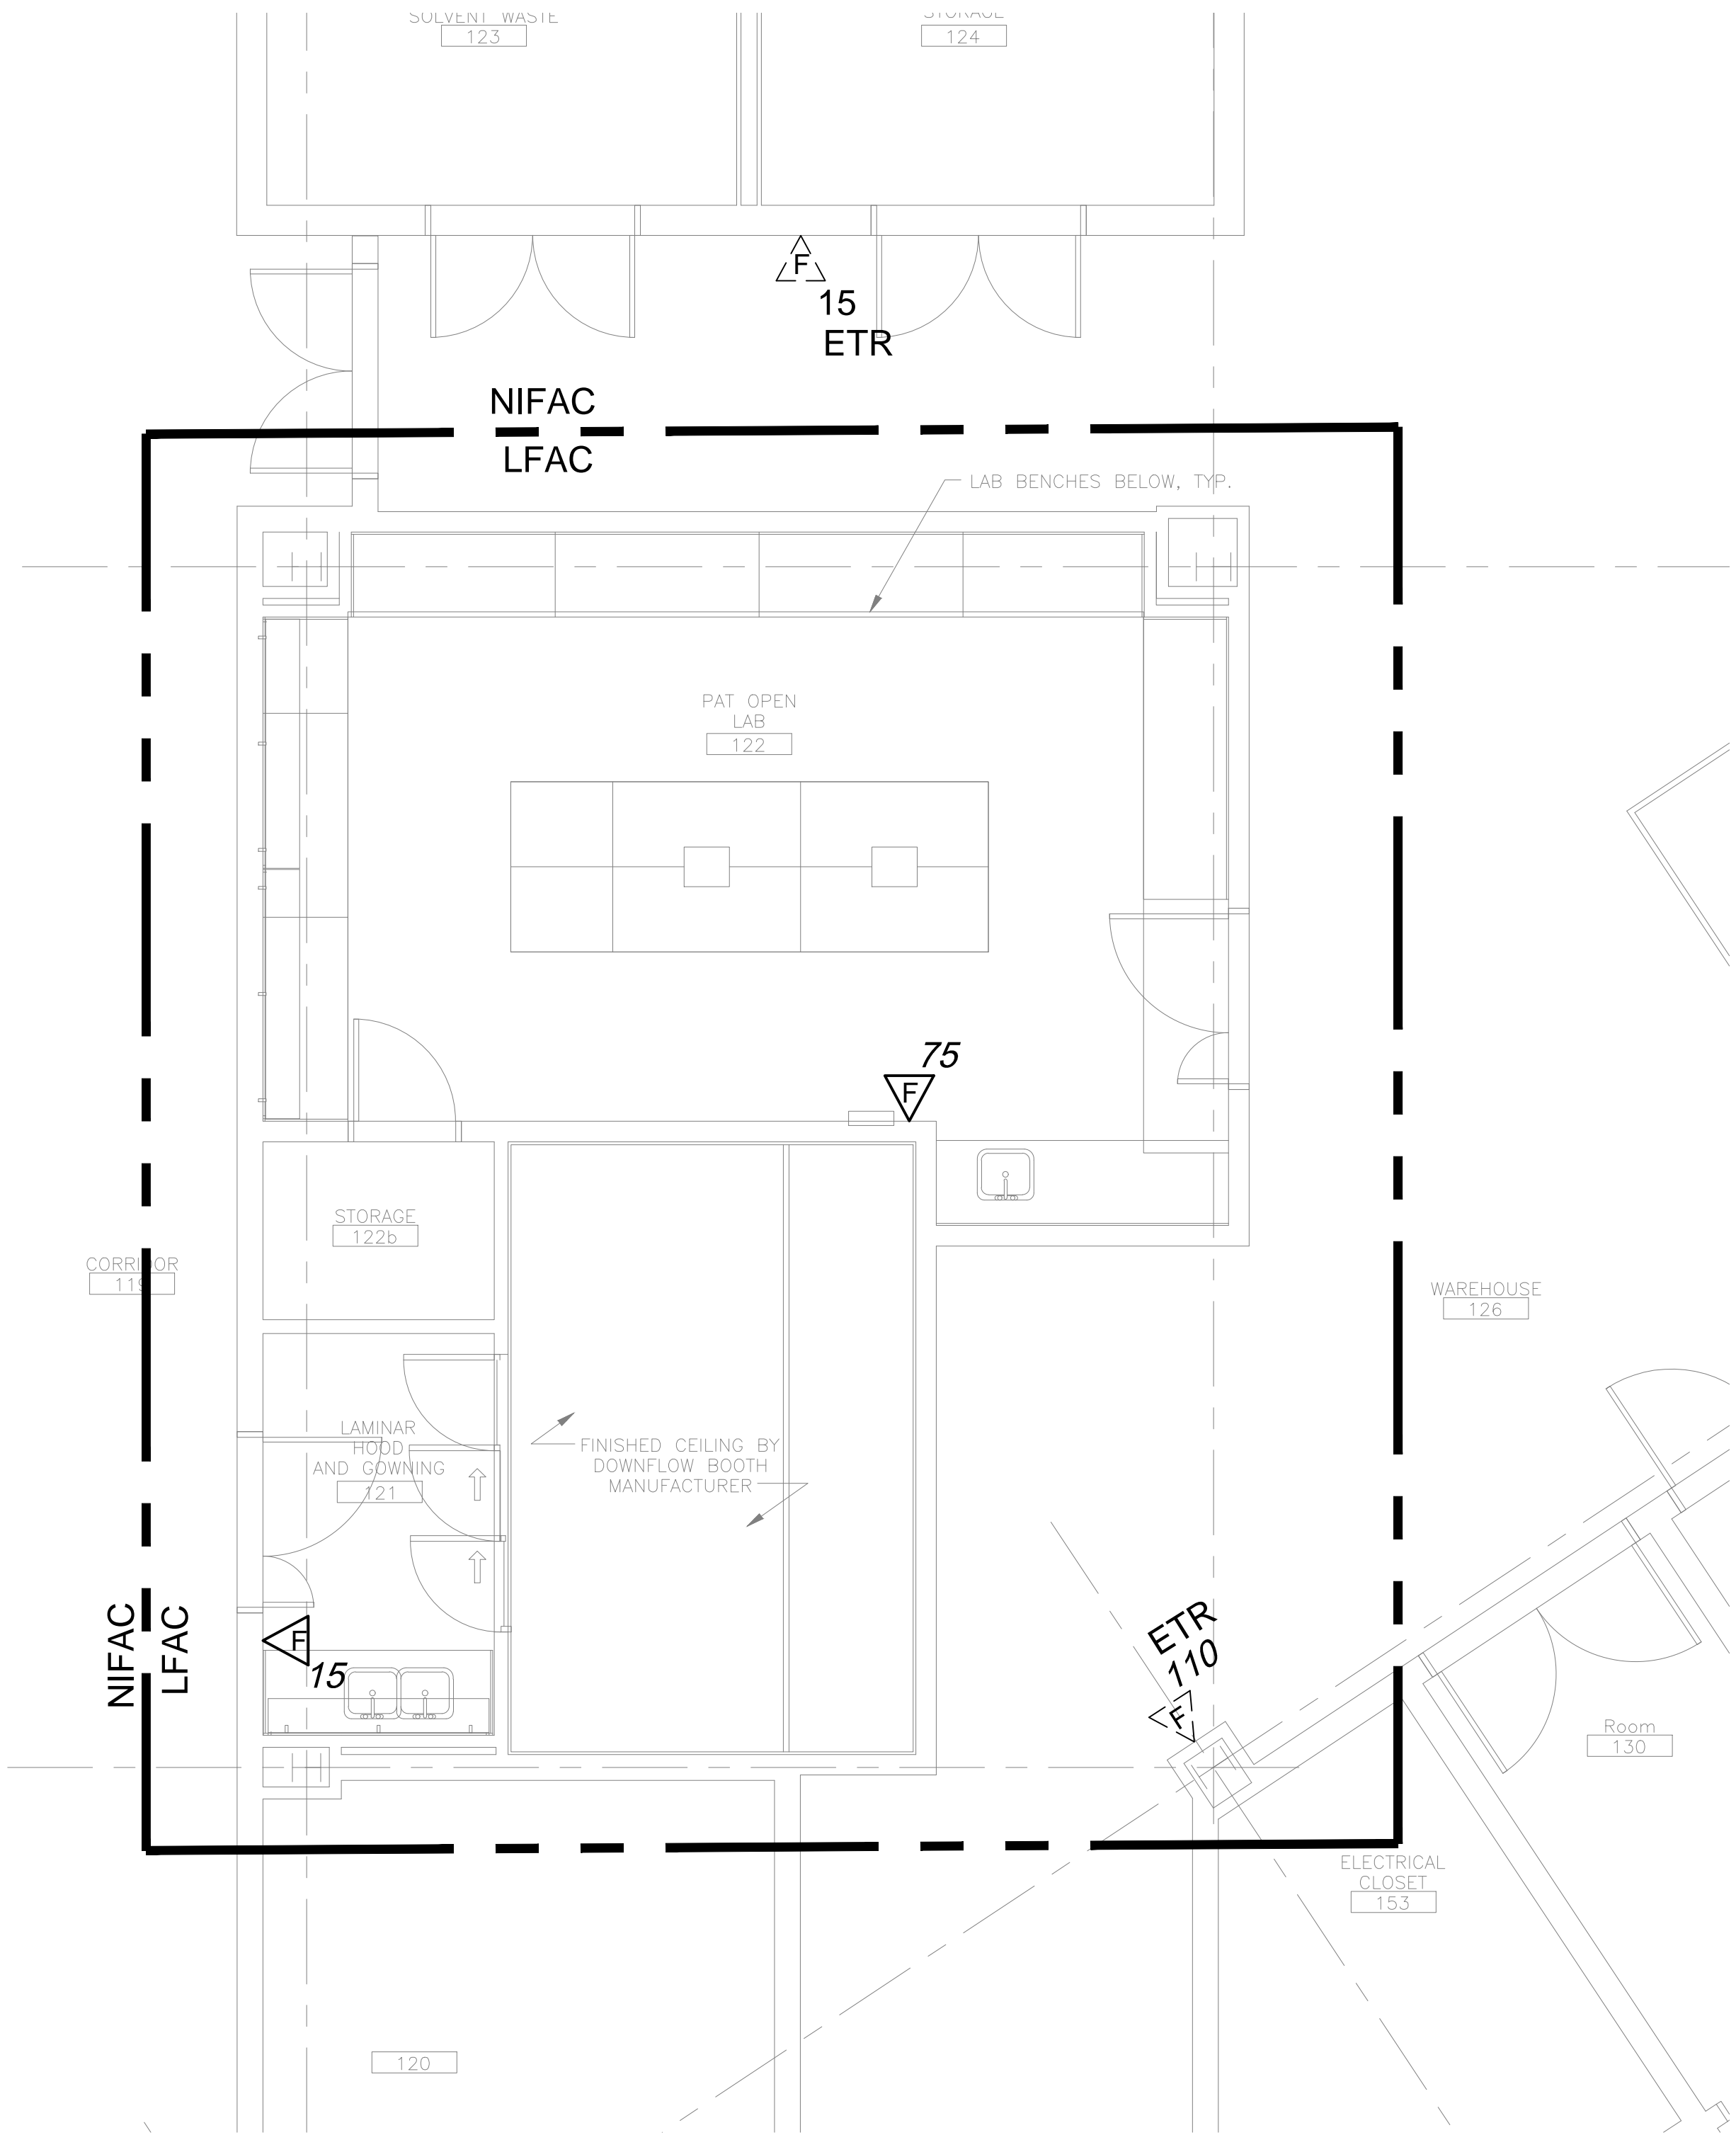 SOLVENT WASTE
123
STORAGE
124
F
15
ETR
NIFAC
LFAC
LAB BENCHES BELOW, TYP.
PAT OPEN
LAB
122
75
F
STORAGE
122b
CORRIDOR
119
WAREHOUSE
126
LAMINAR
HOOD
AND GOWNING
121
FINISHED CEILING BY
DOWNFLOW BOOTH
MANUFACTURER
NIFAC
LFAC
F
15
ETR
110
F
Room
130
ELECTRICAL
CLOSET
153
120